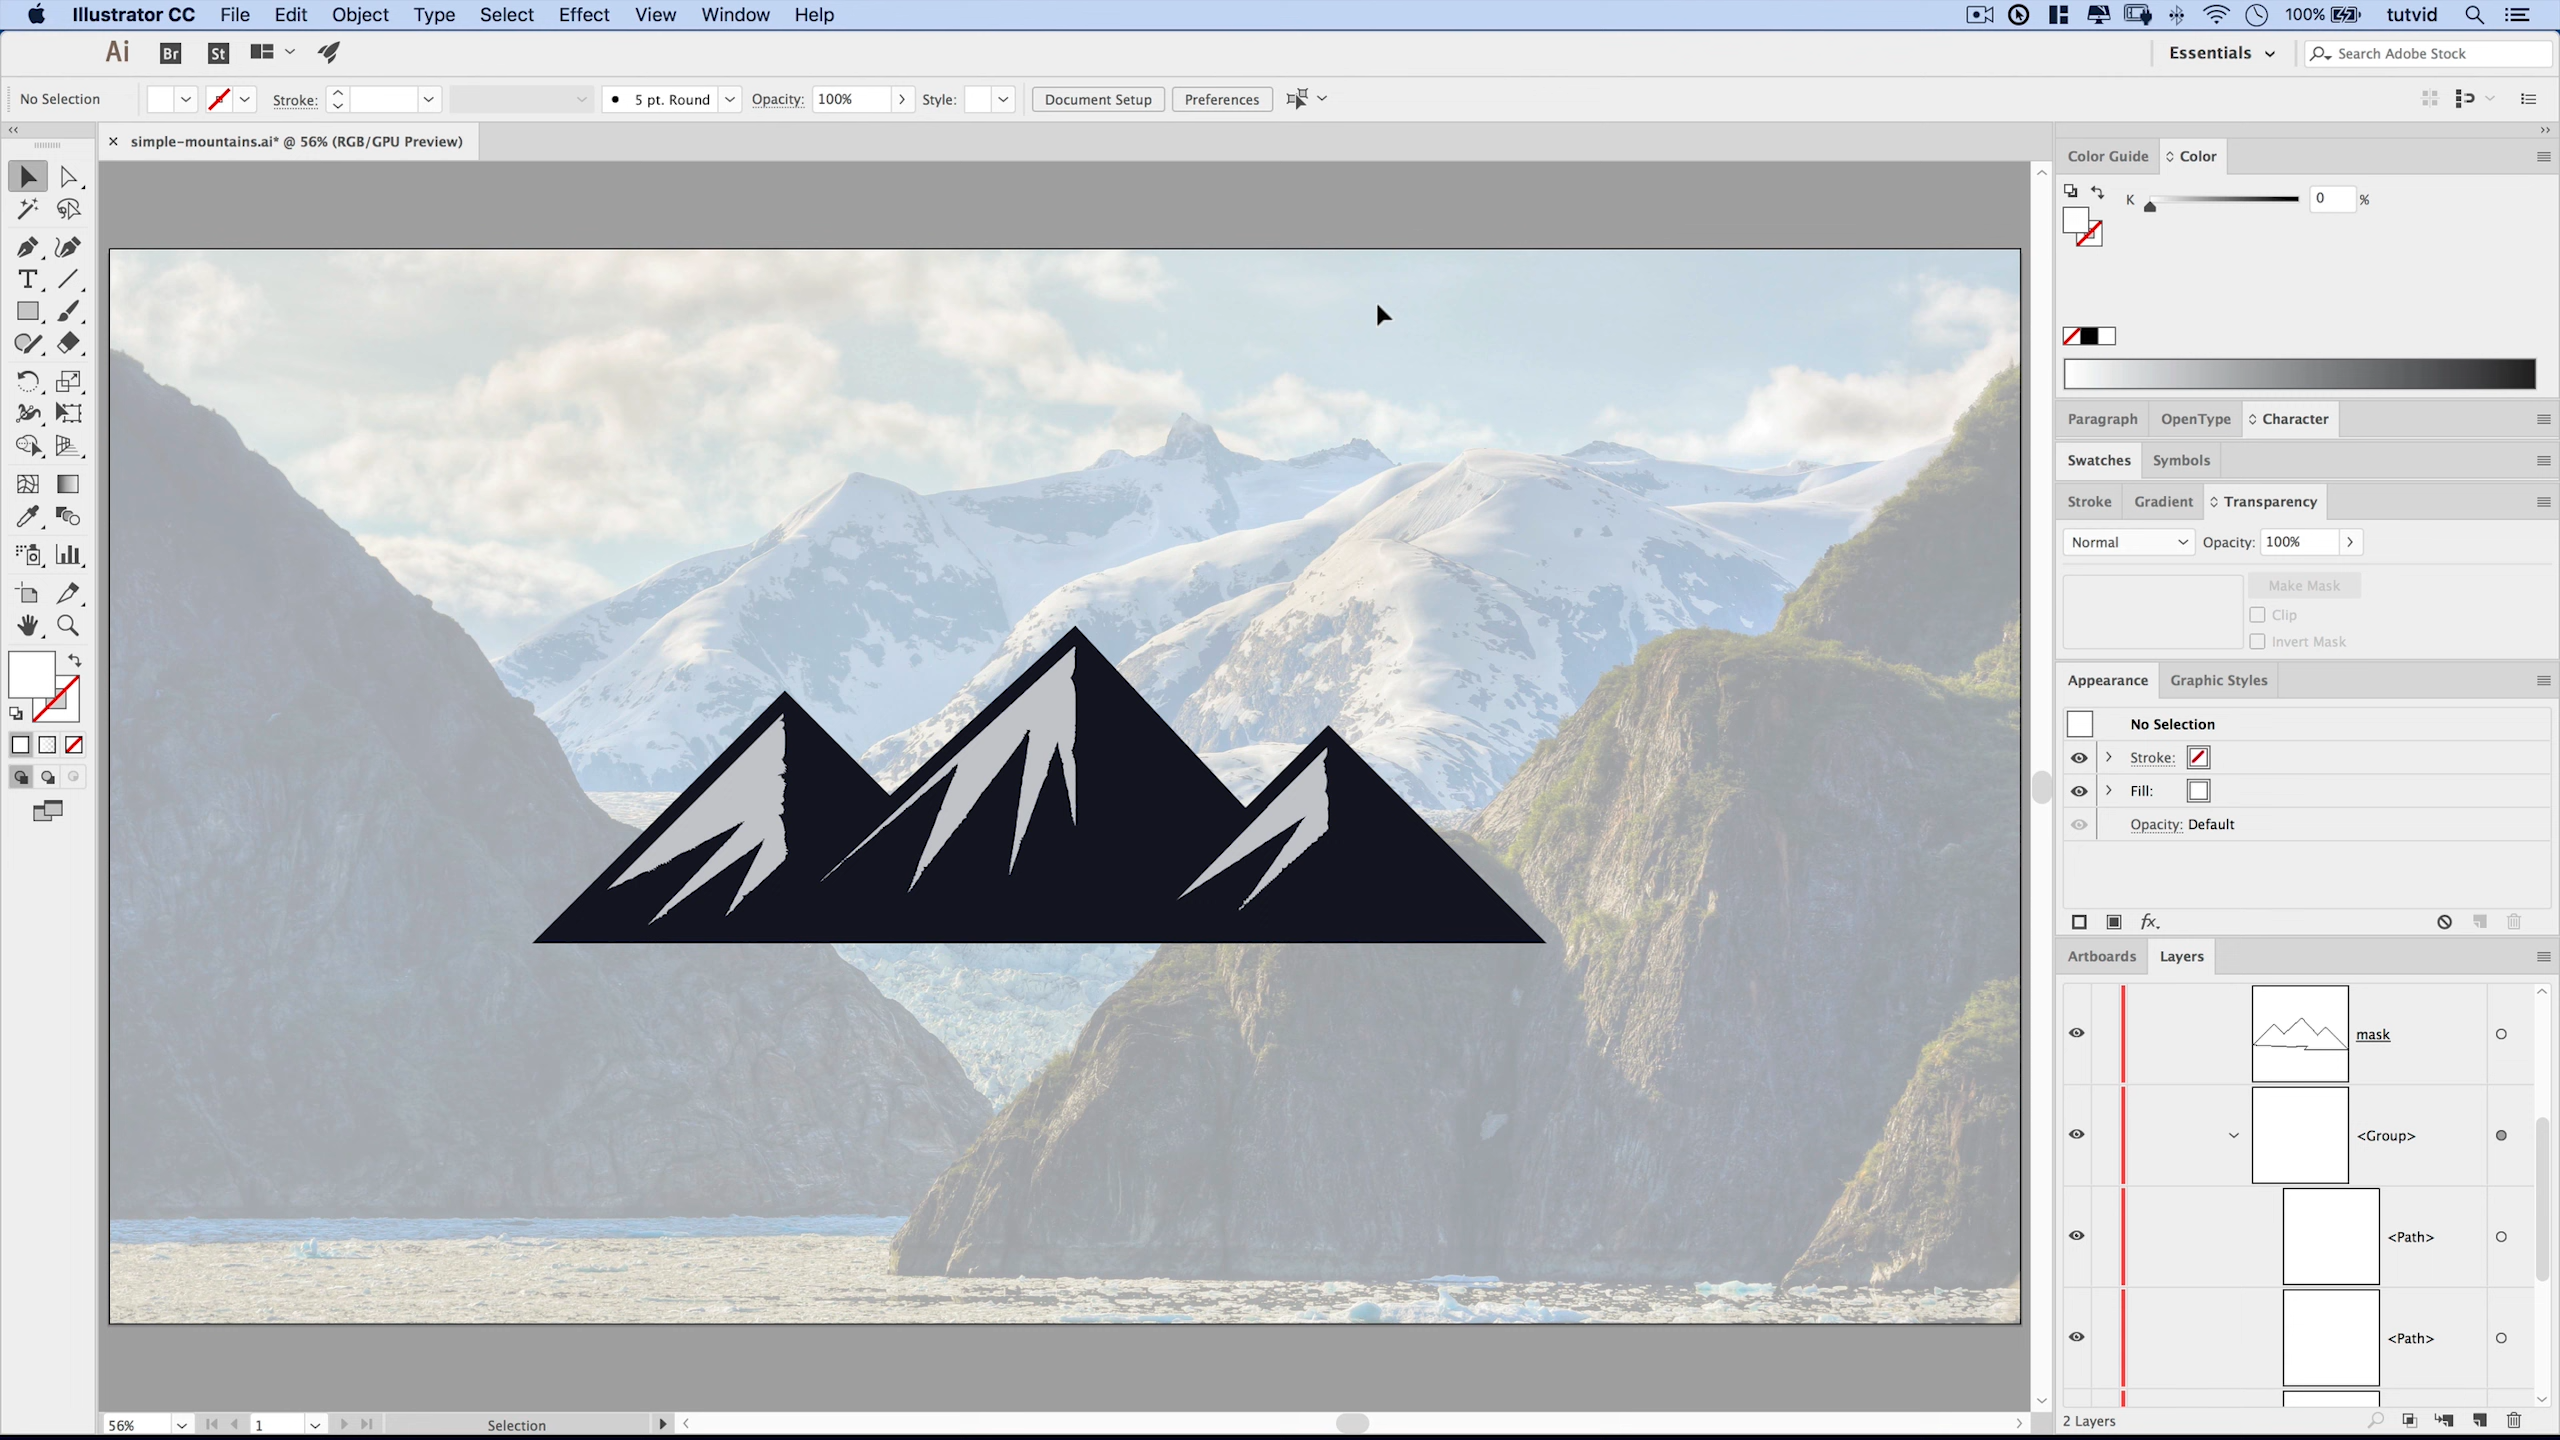 Illustrator CC File Edit Object Type Select Effect View Window Help 100% tutvid
Ai Br St Essentials Search Adobe Stock
No Selection Stroke: 5 pt. Round Opacity: 100% Style: Document Setup Preferences
simple-mountains.ai* @ 56% (RGB/GPU Preview)
Color Guide Color
K 0 %
Paragraph OpenType Character
Swatches Symbols
Stroke Gradient Transparency
Normal Opacity: 100%
Make Mask
Clip
Invert Mask
Appearance Graphic Styles
No Selection
Stroke:
Fill:
Opacity: Default
fx
Artboards Layers
mask
<Group>
<Path>
<Path>
2 Layers
56% 1 Selection